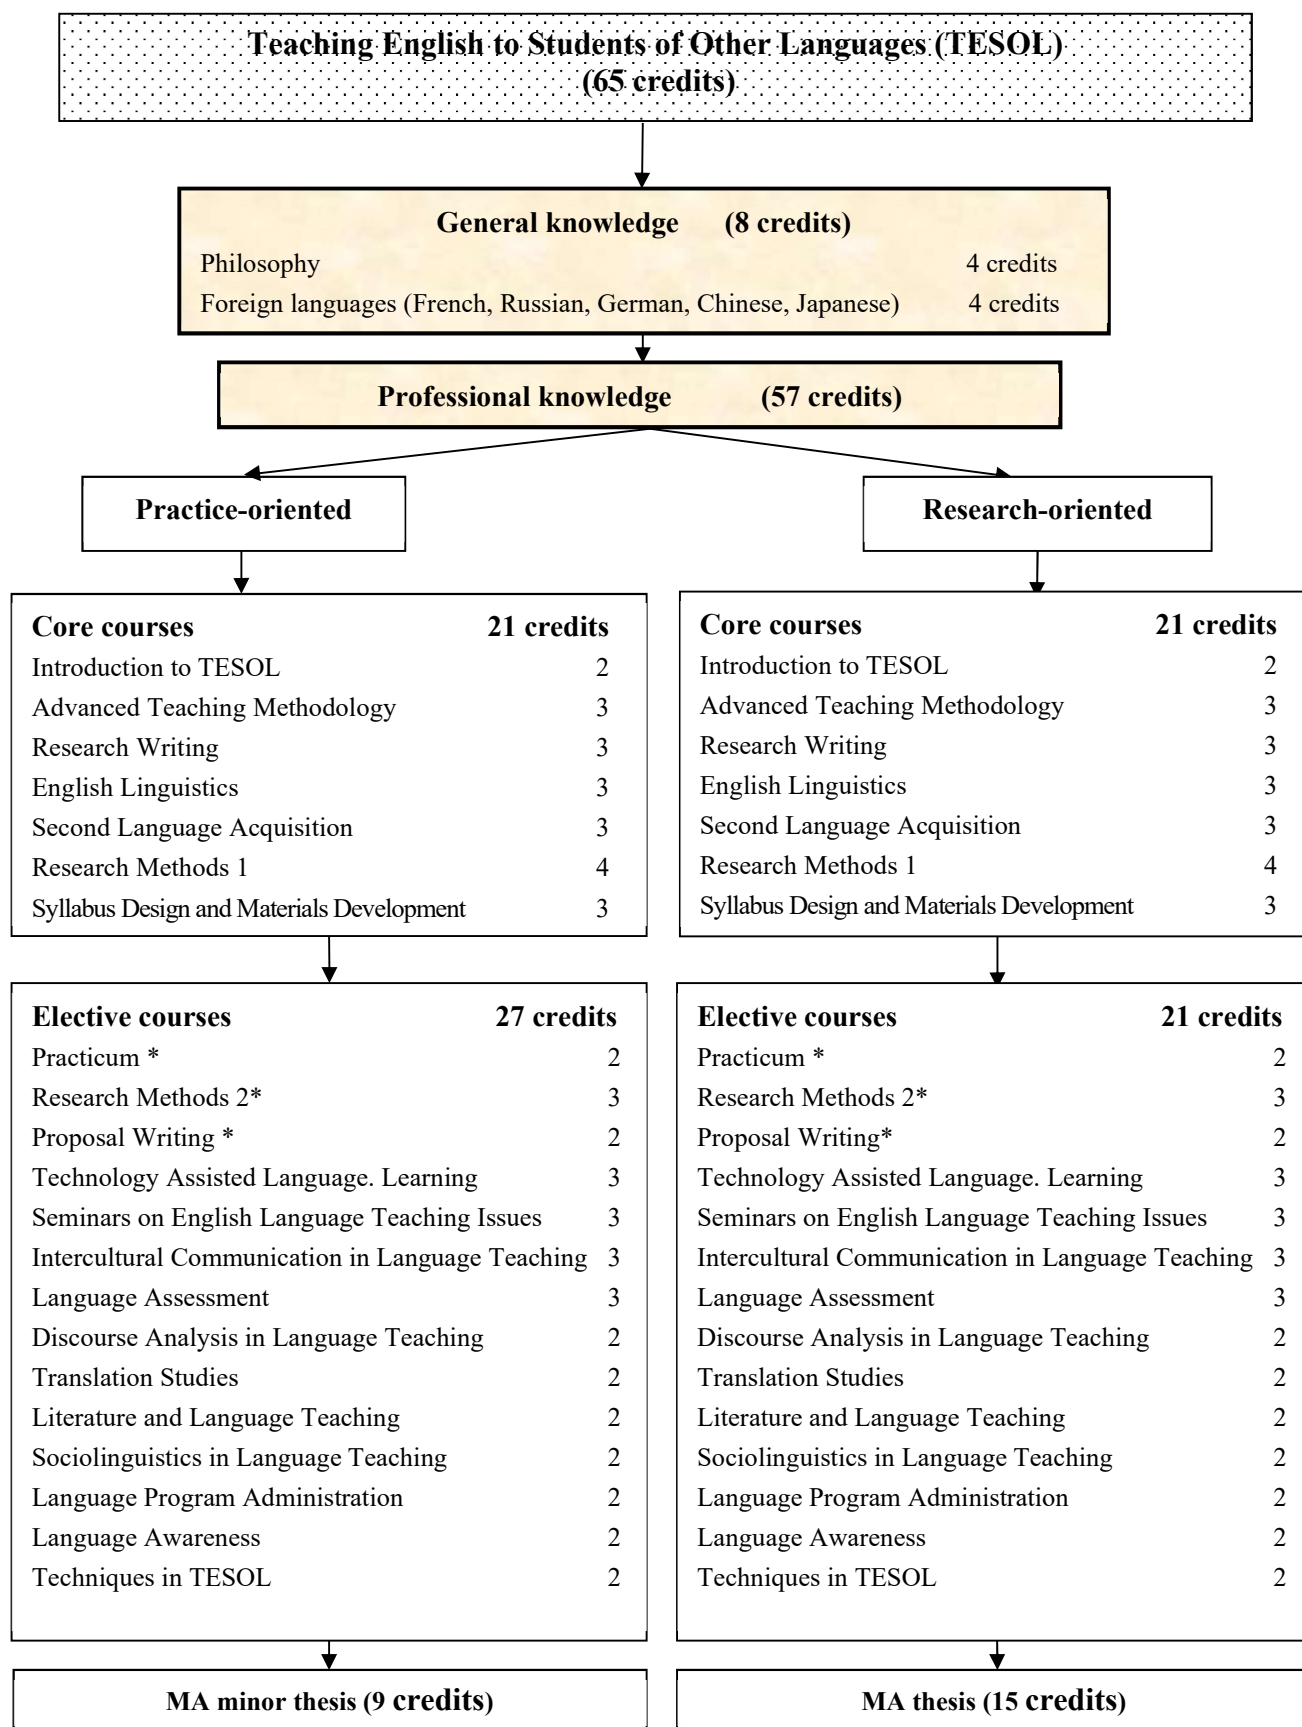 Teaching English to Students of Other Languages (TESOL)
(65 credits)
General knowledge (8 credits)
Philosophy 4 credits
Foreign languages (French, Russian, German, Chinese, Japanese) 4 credits
Professional knowledge (57 credits)
Practice-oriented
Research-oriented
Core courses 21 credits
Introduction to TESOL 2
Advanced Teaching Methodology 3
Research Writing 3
English Linguistics 3
Second Language Acquisition 3
Research Methods 1 4
Syllabus Design and Materials Development 3
Core courses 21 credits
Introduction to TESOL 2
Advanced Teaching Methodology 3
Research Writing 3
English Linguistics 3
Second Language Acquisition 3
Research Methods 1 4
Syllabus Design and Materials Development 3
Elective courses 27 credits
Practicum * 2
Research Methods 2* 3
Proposal Writing * 2
Technology Assisted Language. Learning 3
Seminars on English Language Teaching Issues 3
Intercultural Communication in Language Teaching 3
Language Assessment 3
Discourse Analysis in Language Teaching 2
Translation Studies 2
Literature and Language Teaching 2
Sociolinguistics in Language Teaching 2
Language Program Administration 2
Language Awareness 2
Techniques in TESOL 2
Elective courses 21 credits
Practicum * 2
Research Methods 2* 3
Proposal Writing* 2
Technology Assisted Language. Learning 3
Seminars on English Language Teaching Issues 3
Intercultural Communication in Language Teaching 3
Language Assessment 3
Discourse Analysis in Language Teaching 2
Translation Studies 2
Literature and Language Teaching 2
Sociolinguistics in Language Teaching 2
Language Program Administration 2
Language Awareness 2
Techniques in TESOL 2
MA minor thesis (9 credits)
MA thesis (15 credits)